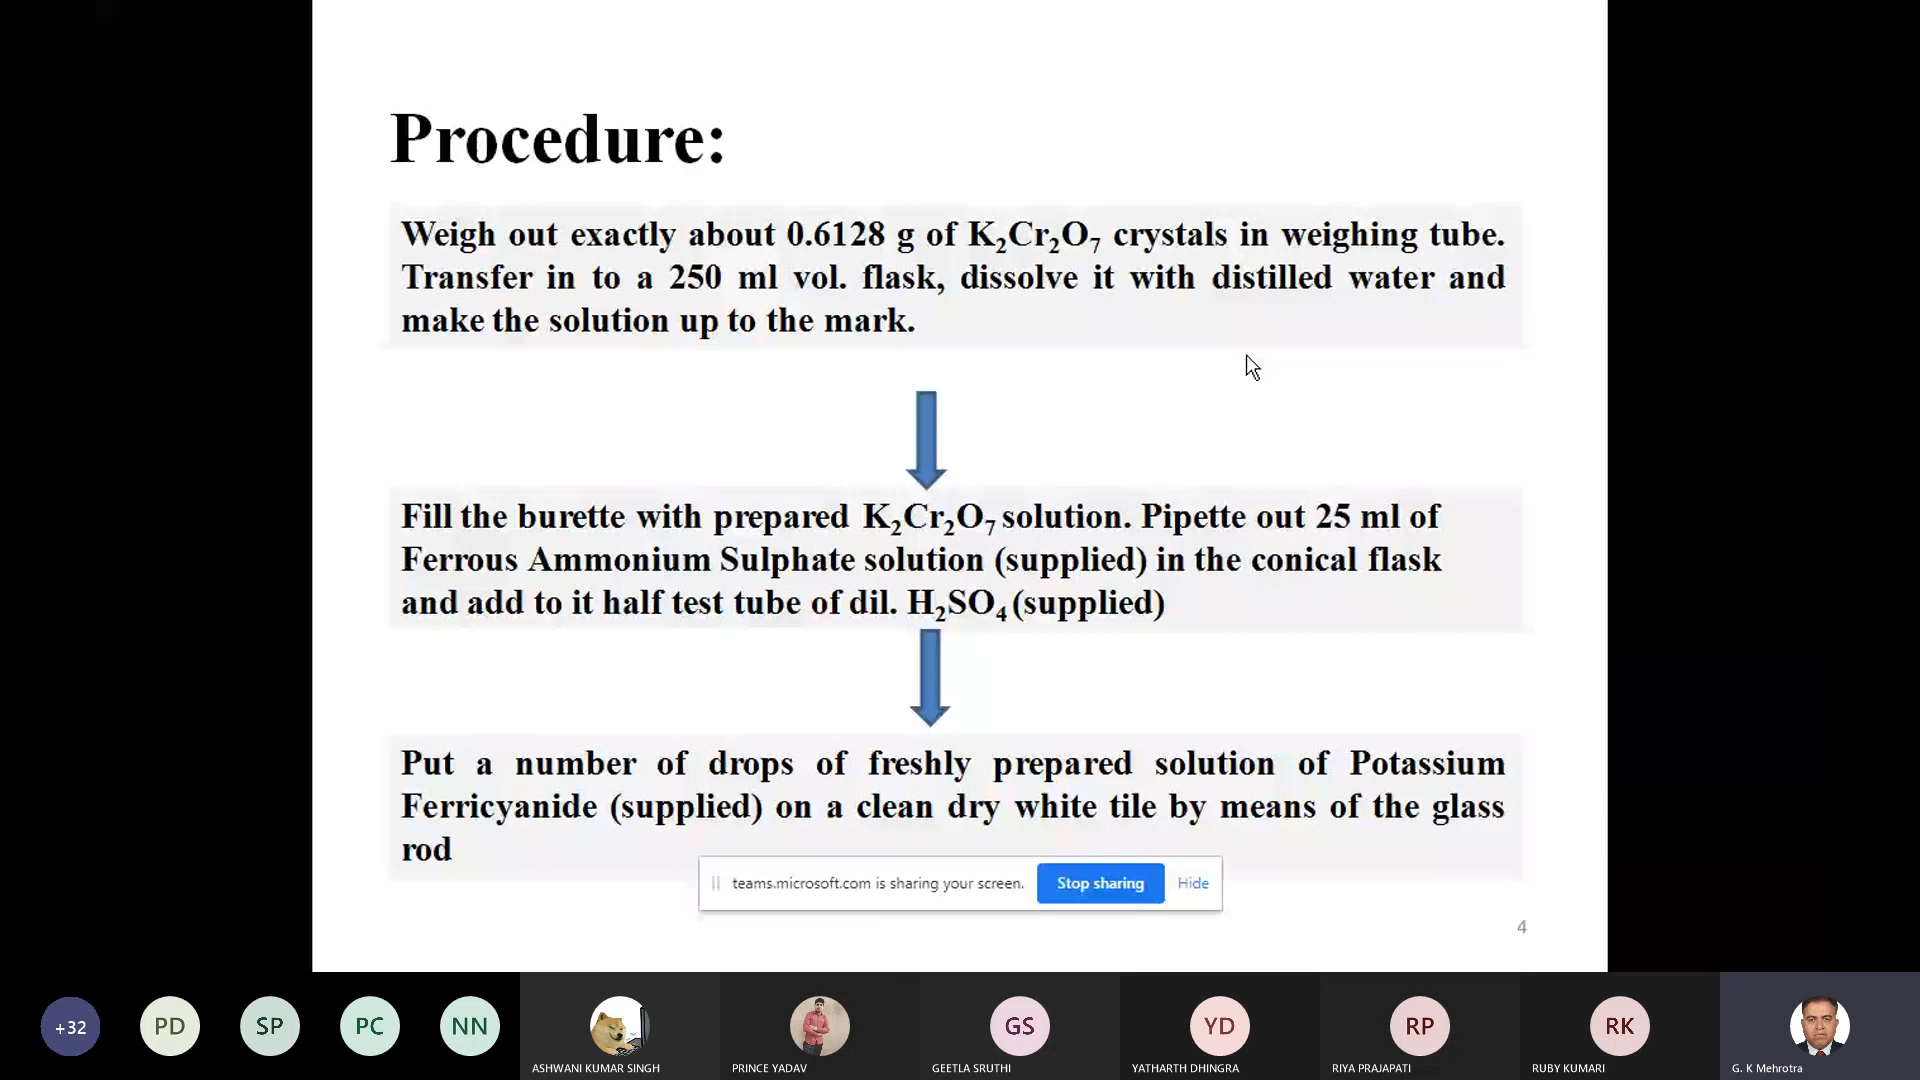 Procedure:
Weigh out exactly about 0.6128 g of K₂Cr₂O₇ crystals in weighing tube.
Transfer in to a 250 ml vol. flask, dissolve it with distilled water and
make the solution up to the mark.
Fill the burette with prepared K₂Cr₂O₇ solution. Pipette out 25 ml of
Ferrous Ammonium Sulphate solution (supplied) in the conical flask
and add to it half test tube of dil. H₂SO₄ (supplied)
Put a number of drops of freshly prepared solution of Potassium
Ferricyanide (supplied) on a clean dry white tile by means of the glass
rod
teams.microsoft.com is sharing your screen. Stop sharing Hide
4
+32 PD SP PC NN GS YD RP RK
ASHWANI KUMAR SINGH PRINCE YADAV GEETLA SRUTHI YATHARTH DHINGRA RIYA PRAJAPATI RUBY KUMARI G. K Mehrotra